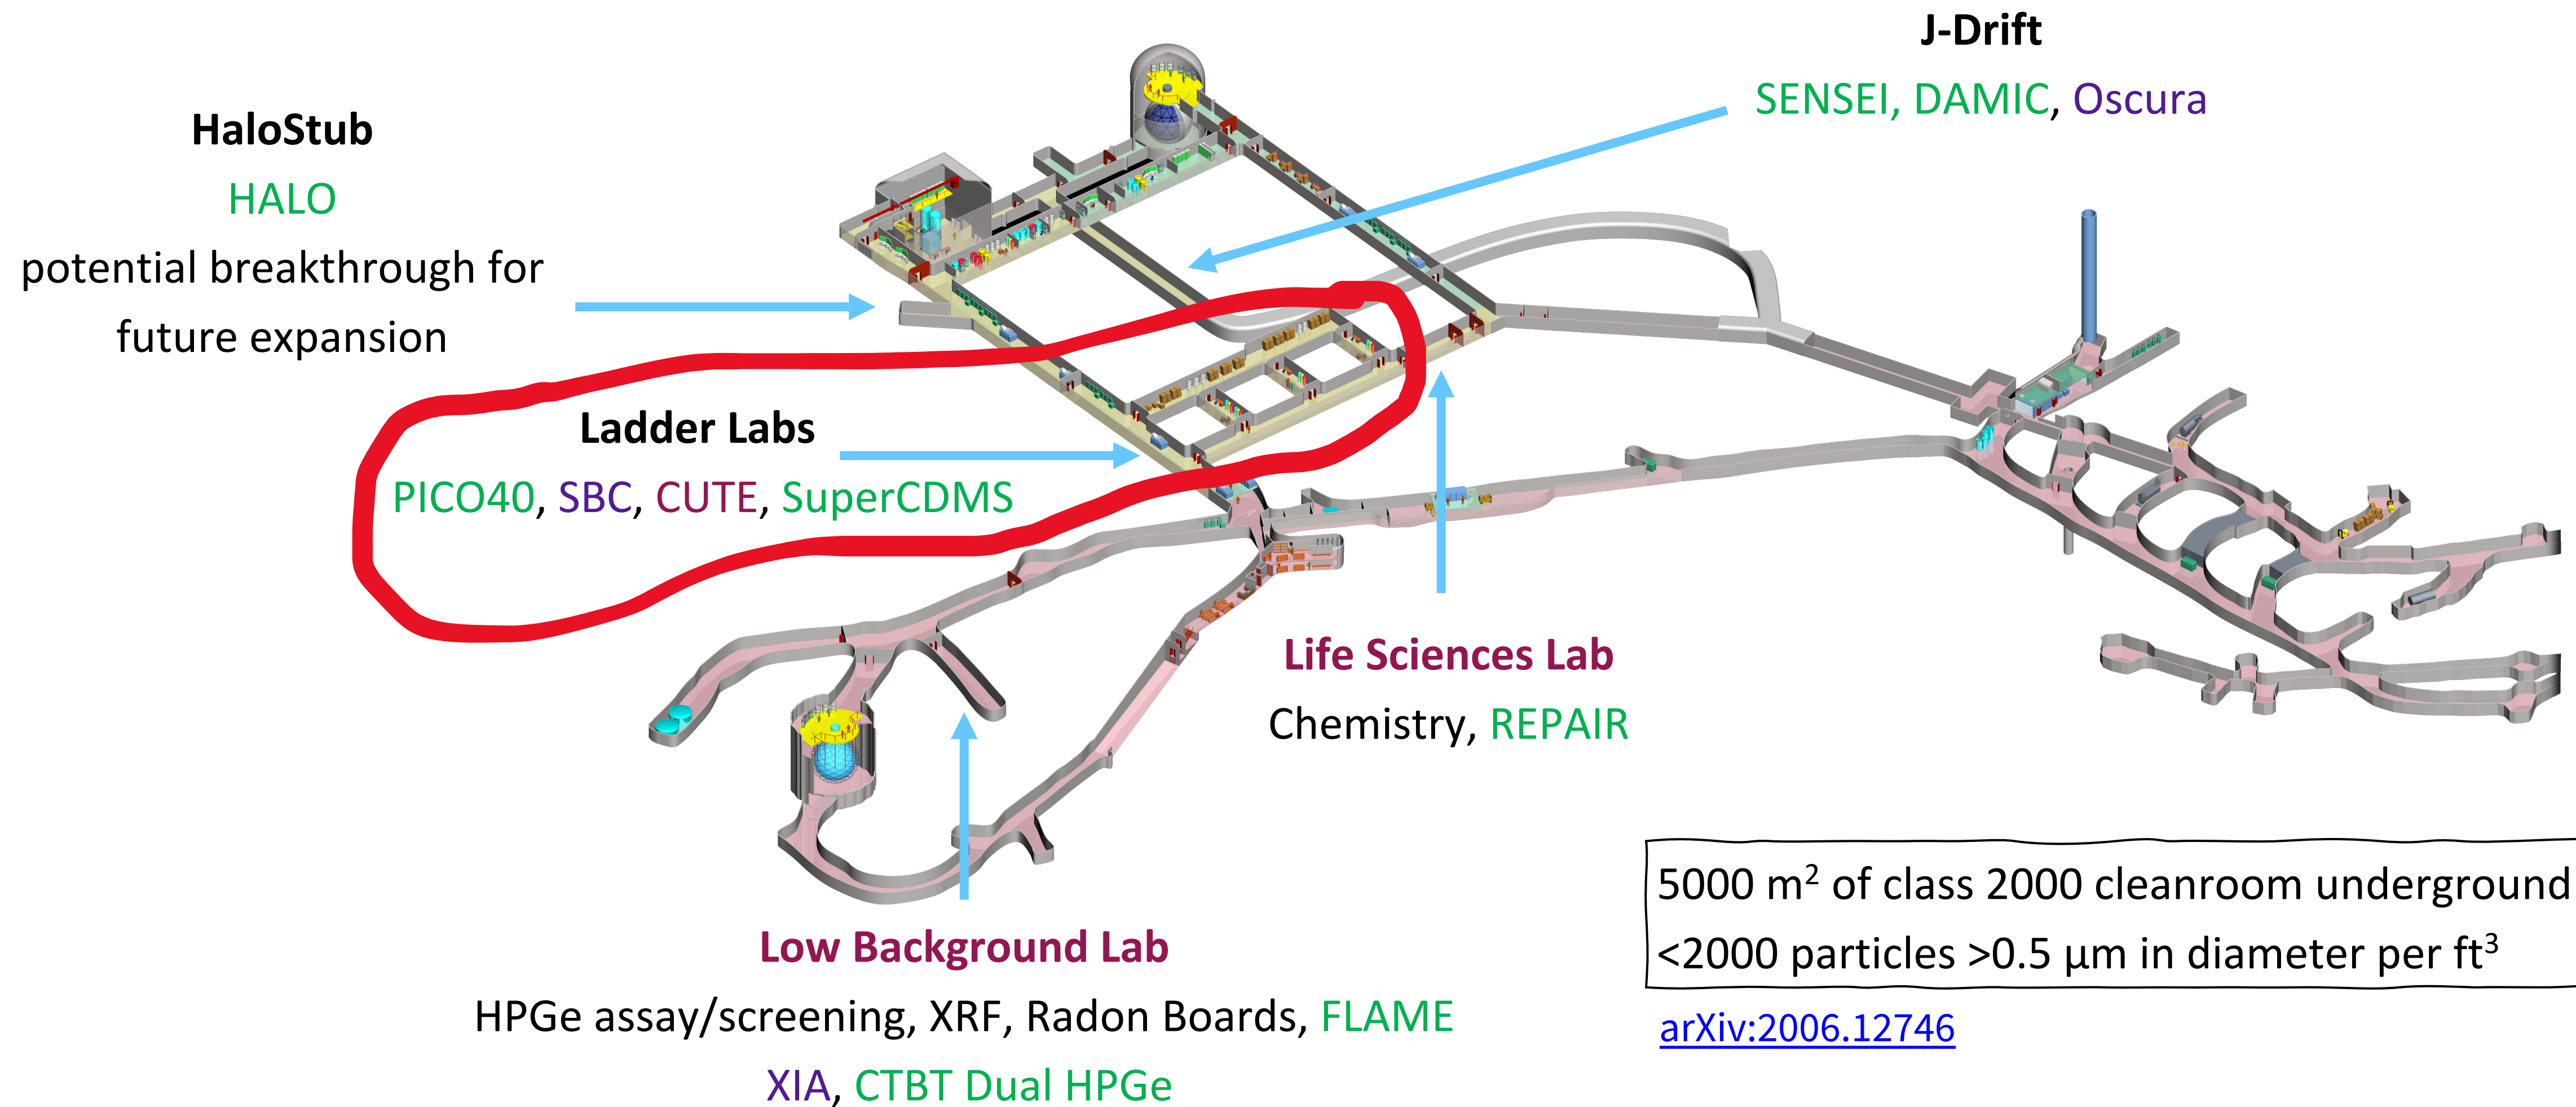 J-Drift
SENSEI, DAMIC, Oscura
HaloStub
HALO
potential breakthrough for
future expansion
Ladder Labs
PICO40, SBC, CUTE, SuperCDMS
Life Sciences Lab
Chemistry, REPAIR
Low Background Lab
HPGe assay/screening, XRF, Radon Boards, FLAME
XIA, CTBT Dual HPGe
5000 m² of class 2000 cleanroom underground
<2000 particles >0.5 µm in diameter per ft³
arXiv:2006.12746